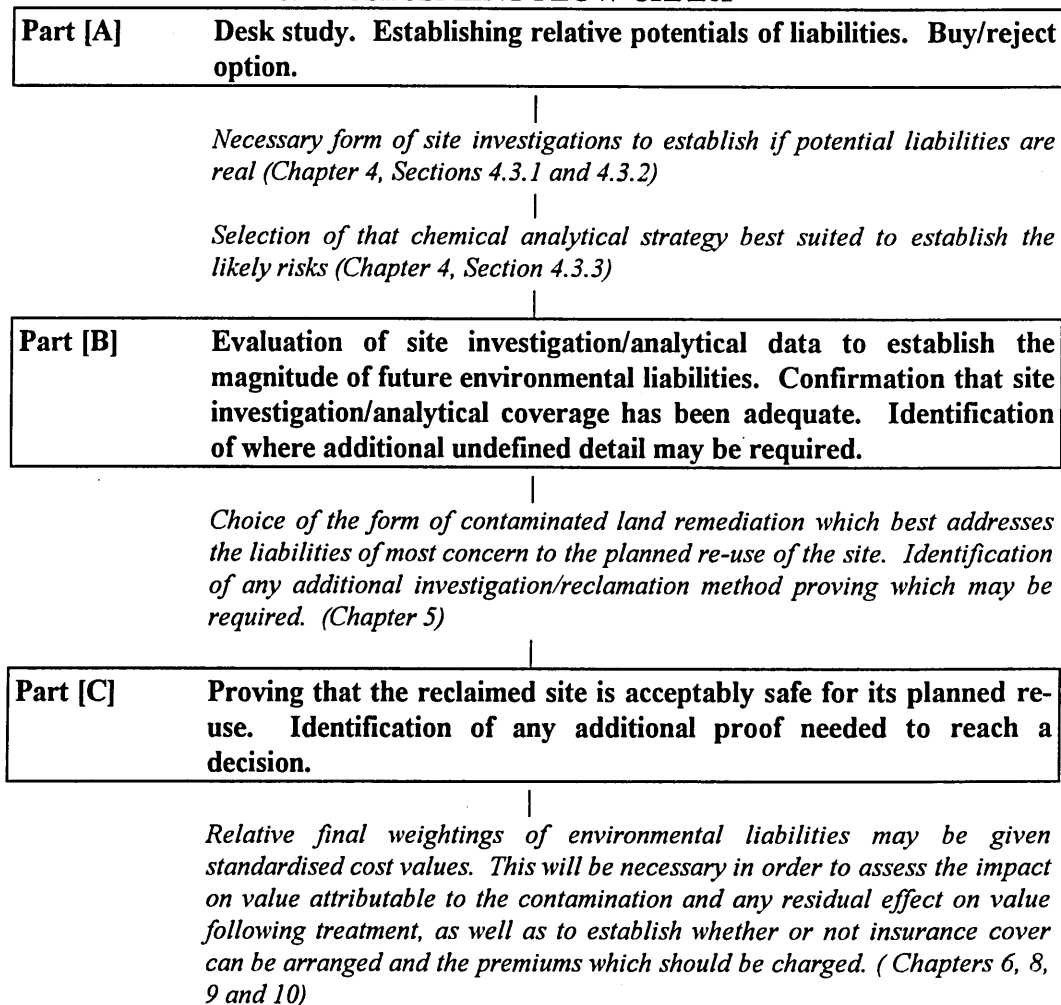 Part [A] Desk study. Establishing relative potentials of liabilities. Buy/reject
option.
Necessary form of site investigations to establish if potential liabilities are
real (Chapter 4, Sections 4.3.1 and 4.3.2)
Selection of that chemical analytical strategy best suited to establish the
likely risks (Chapter 4, Section 4.3.3)
Part [B] Evaluation of site investigation/analytical data to establish the
magnitude of future environmental liabilities. Confirmation that site
investigation/analytical coverage has been adequate. Identification
of where additional undefined detail may be required.
Choice of the form of contaminated land remediation which best addresses
the liabilities of most concern to the planned re-use of the site. Identification
of any additional investigation/reclamation method proving which may be
required. (Chapter 5)
Part [C] Proving that the reclaimed site is acceptably safe for its planned re-
use. Identification of any additional proof needed to reach a
decision.
Relative final weightings of environmental liabilities may be given
standardised cost values. This will be necessary in order to assess the impact
on value attributable to the contamination and any residual effect on value
following treatment, as well as to establish whether or not insurance cover
can be arranged and the premiums which should be charged. ( Chapters 6, 8,
9 and 10)